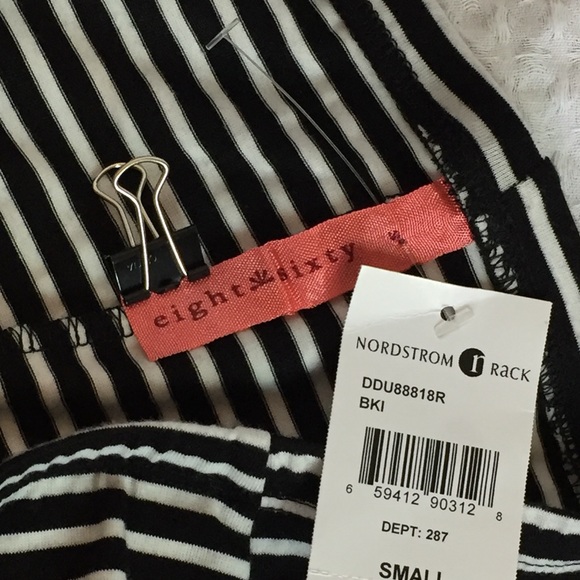 eight sixty S
NORDSTROM r RACK
DDU88818R
BKI
6 59412 90312 8
DEPT: 287
SMALL